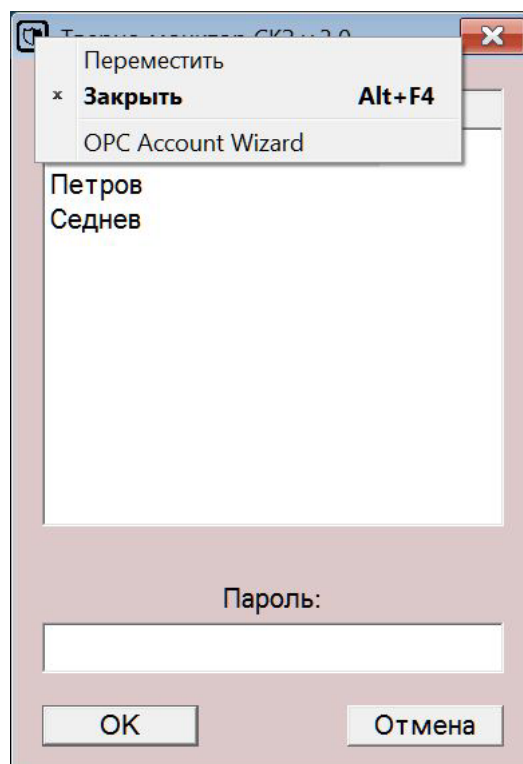 Переместить
x Закрыть Alt+F4
OPC Account Wizard
Петров
Седнев
Пароль:
OK
Отмена